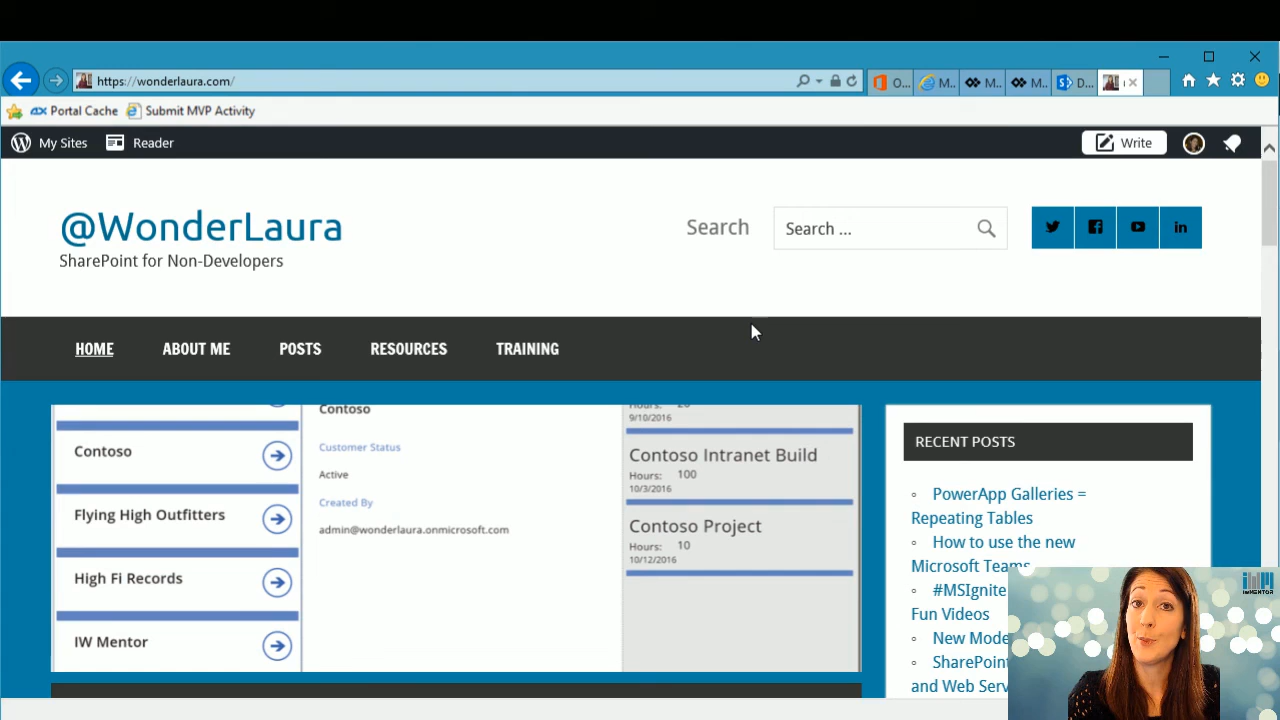 https://wonderlaura.com/
O...
M...
M...
M...
D...
Portal Cache
Submit MVP Activity
My Sites
Reader
Write
@WonderLaura
SharePoint for Non-Developers
Search
Search ...
HOME
ABOUT ME
POSTS
RESOURCES
TRAINING
Contoso
Flying High Outfitters
High Fi Records
IW Mentor
Contoso
Customer Status
Active
Created By
admin@wonderlaura.onmicrosoft.com
Hours:
9/10/2016
Contoso Intranet Build
Hours: 100
10/3/2016
Contoso Project
Hours: 10
10/12/2016
RECENT POSTS
PowerApp Galleries =
Repeating Tables
How to use the new
Microsoft Teams
#MSIgnite
Fun Videos
New Mode
SharePoint
and Web Serv